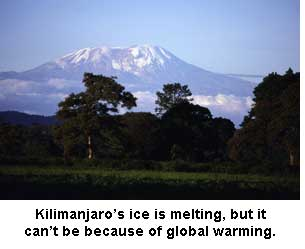 Kilimanjaro's ice is melting, but it
can't be because of global warming.